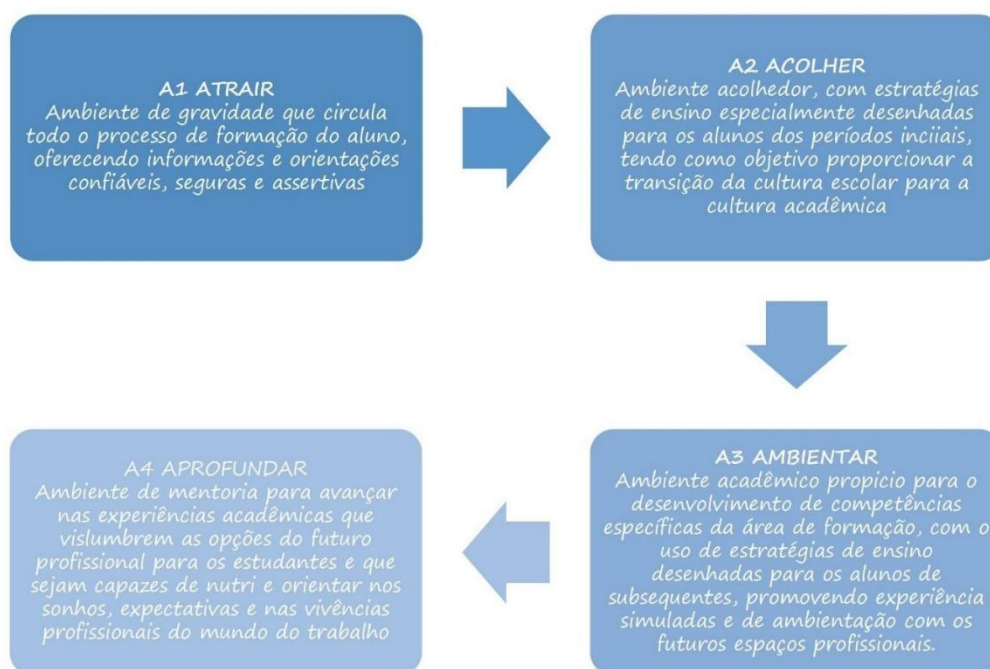 A1 ATRAIR
Ambiente de gravidade que circula
todo o processo de formação do aluno,
oferecendo informações e orientações
confiáveis, seguras e assertivas
A2 ACOLHER
Ambiente acolhedor, com estratégias
de ensino especialmente desenhadas
para os alunos dos períodos inciiais,
tendo como objetivo proporcionar a
transição da cultura escolar para a
cultura acadêmica
A3 AMBIENTAR
Ambiente acadêmico propicio para o
desenvolvimento de competências
específicas da área de formação, com o
uso de estratégias de ensino
desenhadas para os alunos de
subsequentes, promovendo experiência
simuladas e de ambientação com os
futuros espaços profissionais.
A4 APROFUNDAR
Ambiente de mentoria para avançar
nas experiências acadêmicas que
vislumbrem as opções do futuro
profissional para os estudantes e que
sejam capazes de nutri e orientar nos
sonhos, expectativas e nas vivências
profissionais do mundo do trabalho